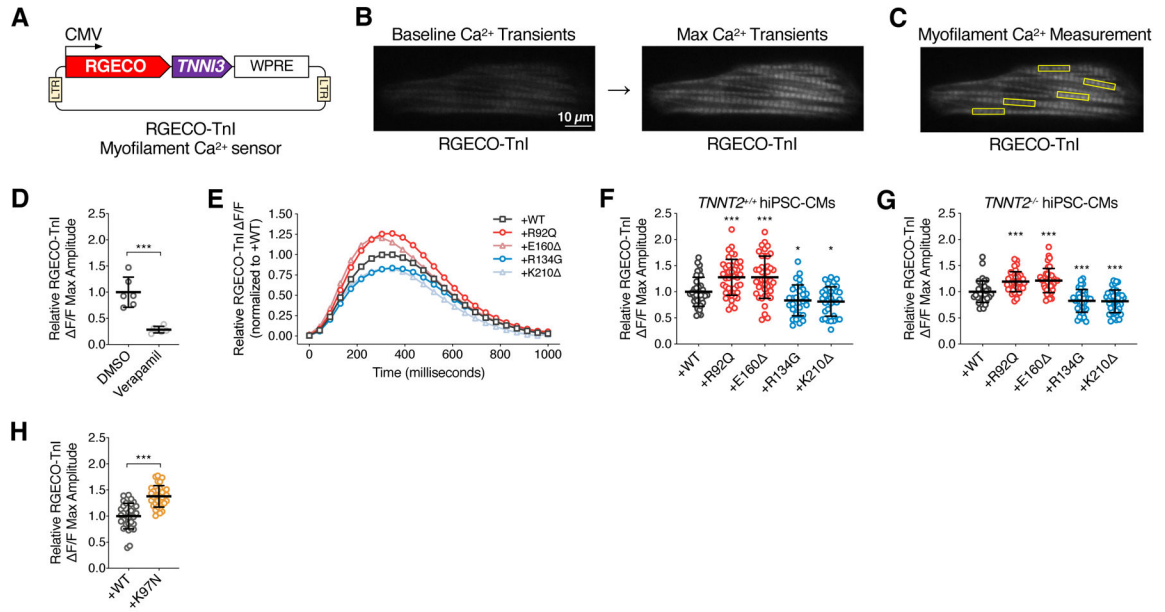 A
CMV
RGECO
TNNI3
WPRE
LTR
LTR
RGECO-TnI
Myofilament Ca²⁺ sensor
B
Baseline Ca²⁺ Transients
10 µm
RGECO-TnI
→
Max Ca²⁺ Transients
RGECO-TnI
C
Myofilament Ca²⁺ Measurement
RGECO-TnI
D
Relative RGECO-TnI
ΔF/F Max Amplitude
2.5
2.0
1.5
1.0
0.5
0.0
***
DMSO
Verapamil
E
Relative RGECO-TnI ΔF/F
(normalized to +WT)
1.50
1.25
1.00
0.75
0.50
0.25
0.00
0
200
400
600
800
1000
Time (milliseconds)
+WT
+R92Q
+E160Δ
+R134G
+K210Δ
F
TNNT2⁺/⁺ hiPSC-CMs
Relative RGECO-TnI
ΔF/F Max Amplitude
2.5
2.0
1.5
1.0
0.5
0.0
***
***
*
*
+WT
+R92Q
+E160Δ
+R134G
+K210Δ
G
TNNT2⁻/⁻ hiPSC-CMs
Relative RGECO-TnI
ΔF/F Max Amplitude
2.5
2.0
1.5
1.0
0.5
0.0
***
***
***
***
+WT
+R92Q
+E160Δ
+R134G
+K210Δ
H
Relative RGECO-TnI
ΔF/F Max Amplitude
2.5
2.0
1.5
1.0
0.5
0.0
***
+WT
+K97N